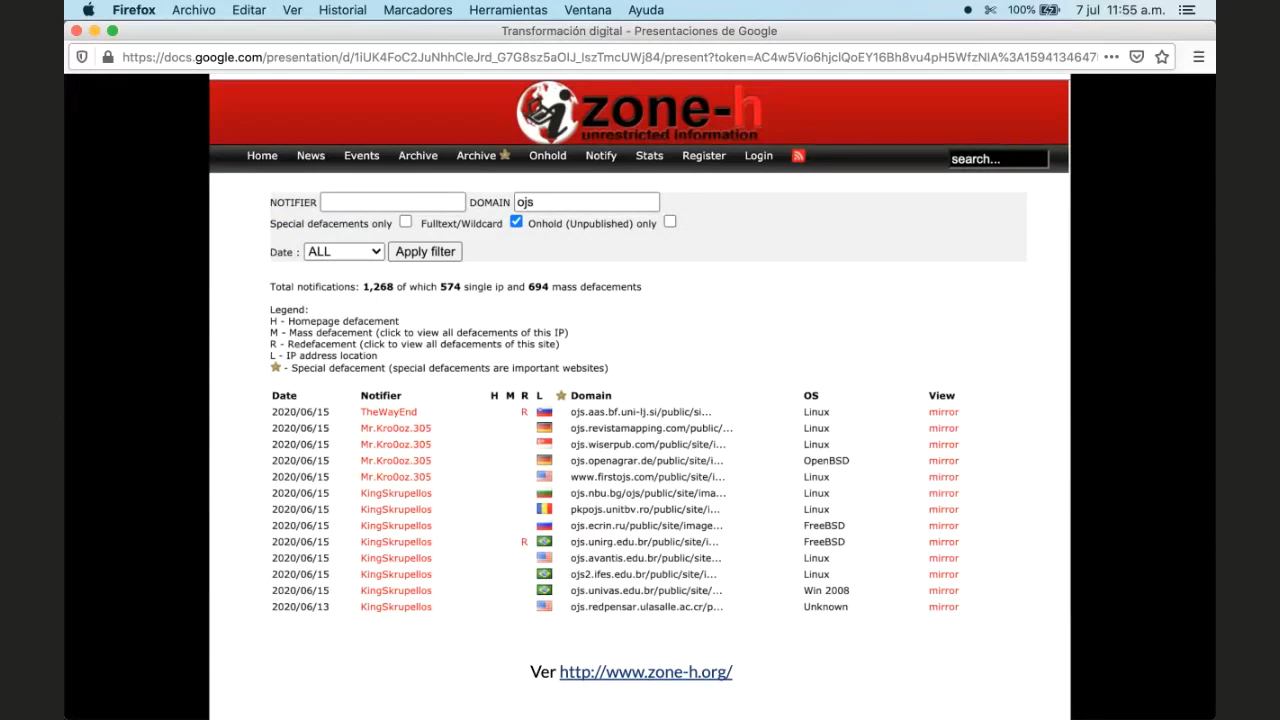 Firefox Archivo Editar Ver Historial Marcadores Herramientas Ventana Ayuda 100% 7 jul 11:55 a.m.
Transformación digital - Presentaciones de Google
https://docs.google.com/presentation/d/
zone-h
unrestricted information
Home News Events Archive Archive Onhold Notify Stats Register Login search...
NOTIFIER DOMAIN ojs
Special defacements only Fulltext/Wildcard Onhold (Unpublished) only
Date : ALL Apply filter
Total notifications: 1,268 of which 574 single ip and 694 mass defacements
Legend:
H - Homepage defacement
M - Mass defacement (click to view all defacements of this IP)
R - Redefacement (click to view all defacements of this site)
L - IP address location
- Special defacement (special defacements are important websites)
Date Notifier H M R L Domain OS View
2020/06/15 TheWayEnd R ojs.aas.bf.uni-lj.si/public/si... Linux mirror
2020/06/15 Mr.Kro0oz.305 ojs.revistamapping.com/public/... Linux mirror
2020/06/15 Mr.Kro0oz.305 ojs.wiserpub.com/public/site/i... Linux mirror
2020/06/15 Mr.Kro0oz.305 ojs.openagrar.de/public/site/i... OpenBSD mirror
2020/06/15 Mr.Kro0oz.305 www.firstojs.com/public/site/i... Linux mirror
2020/06/15 KingSkrupellos ojs.nbu.bg/ojs/public/site/ima... Linux mirror
2020/06/15 KingSkrupellos pkpojs.unitbv.ro/public/site/i... Linux mirror
2020/06/15 KingSkrupellos ojs.ecrin.ru/public/site/image... FreeBSD mirror
2020/06/15 KingSkrupellos R ojs.unirg.edu.br/public/site/i... FreeBSD mirror
2020/06/15 KingSkrupellos ojs.avantis.edu.br/public/site... Linux mirror
2020/06/15 KingSkrupellos ojs2.ifes.edu.br/public/site/i... Linux mirror
2020/06/15 KingSkrupellos ojs.univas.edu.br/public/site/... Win 2008 mirror
2020/06/13 KingSkrupellos ojs.redpensar.ulasalle.ac.cr/p... Unknown mirror
Ver http://www.zone-h.org/